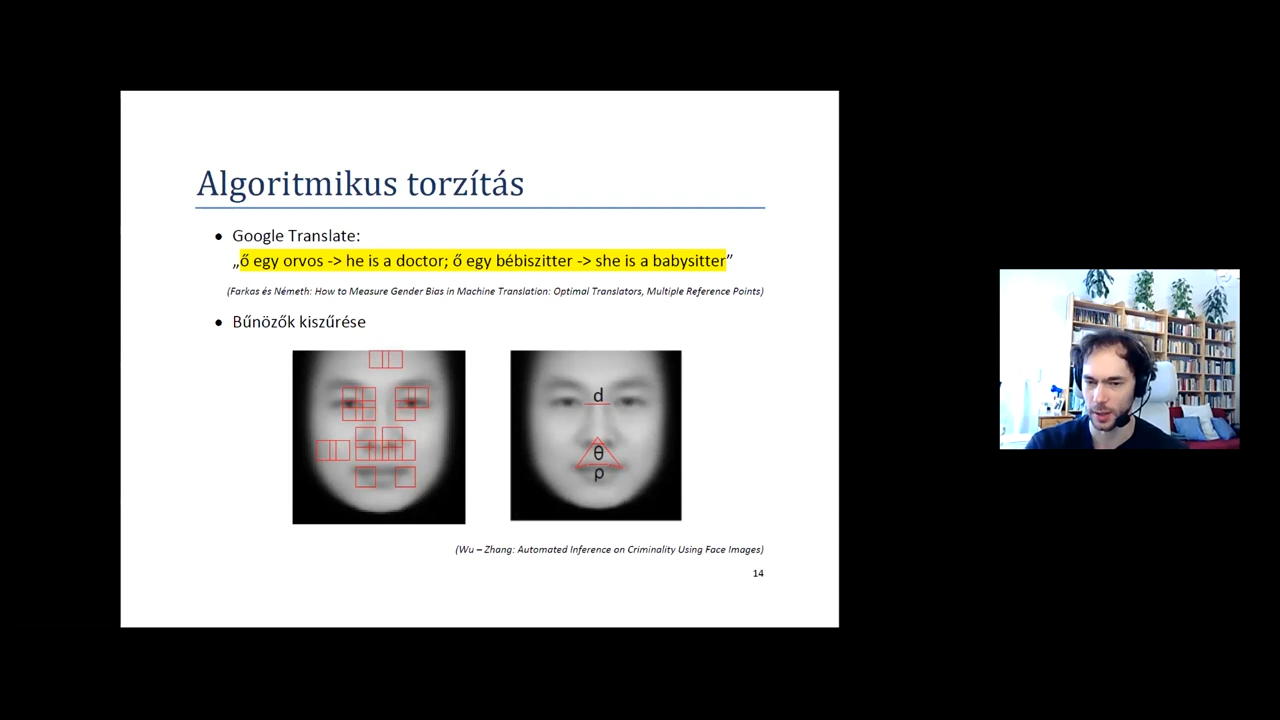 Algoritmikus torzítás
• Google Translate:
„ő egy orvos -> he is a doctor; ő egy bébiszitter -> she is a babysitter”
(Farkas és Németh: How to Measure Gender Bias in Machine Translation: Optimal Translators, Multiple Reference Points)
• Bűnözők kiszűrése
d
θ
ρ
(Wu – Zhang: Automated Inference on Criminality Using Face Images)
14